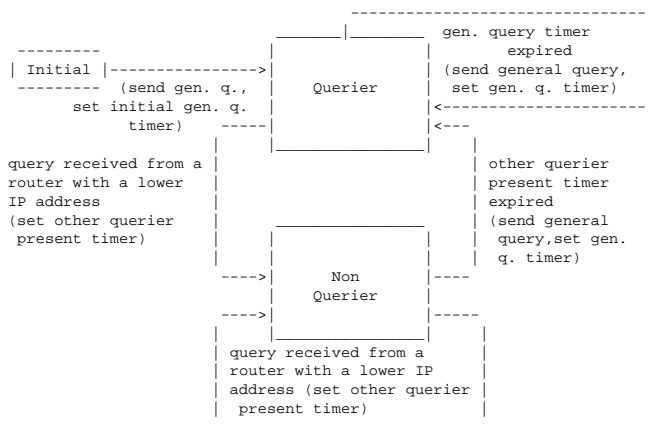 gen. query timer
expired
(send general query,
set gen. q. timer)
Initial
(send gen. q.,
set initial gen. q.
timer)
Querier
query received from a
router with a lower
IP address
(set other querier
present timer)
other querier
present timer
expired
(send general
query,set gen.
q. timer)
Non
Querier
query received from a
router with a lower IP
address (set other querier
present timer)